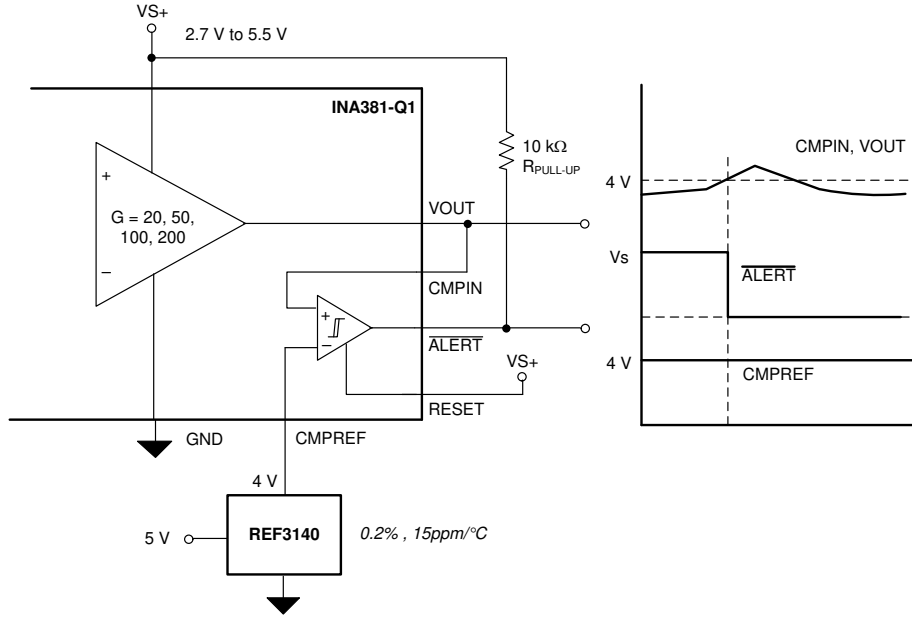 VS+
2.7 V to 5.5 V
INA381-Q1
+
G = 20, 50,
100, 200
−
10 kΩ
RPULL-UP
VOUT
CMPIN
+
−
ALERT
VS+
RESET
GND
CMPREF
4 V
5 V
REF3140
0.2% , 15ppm/°C
CMPIN, VOUT
4 V
Vs
ALERT
4 V
CMPREF